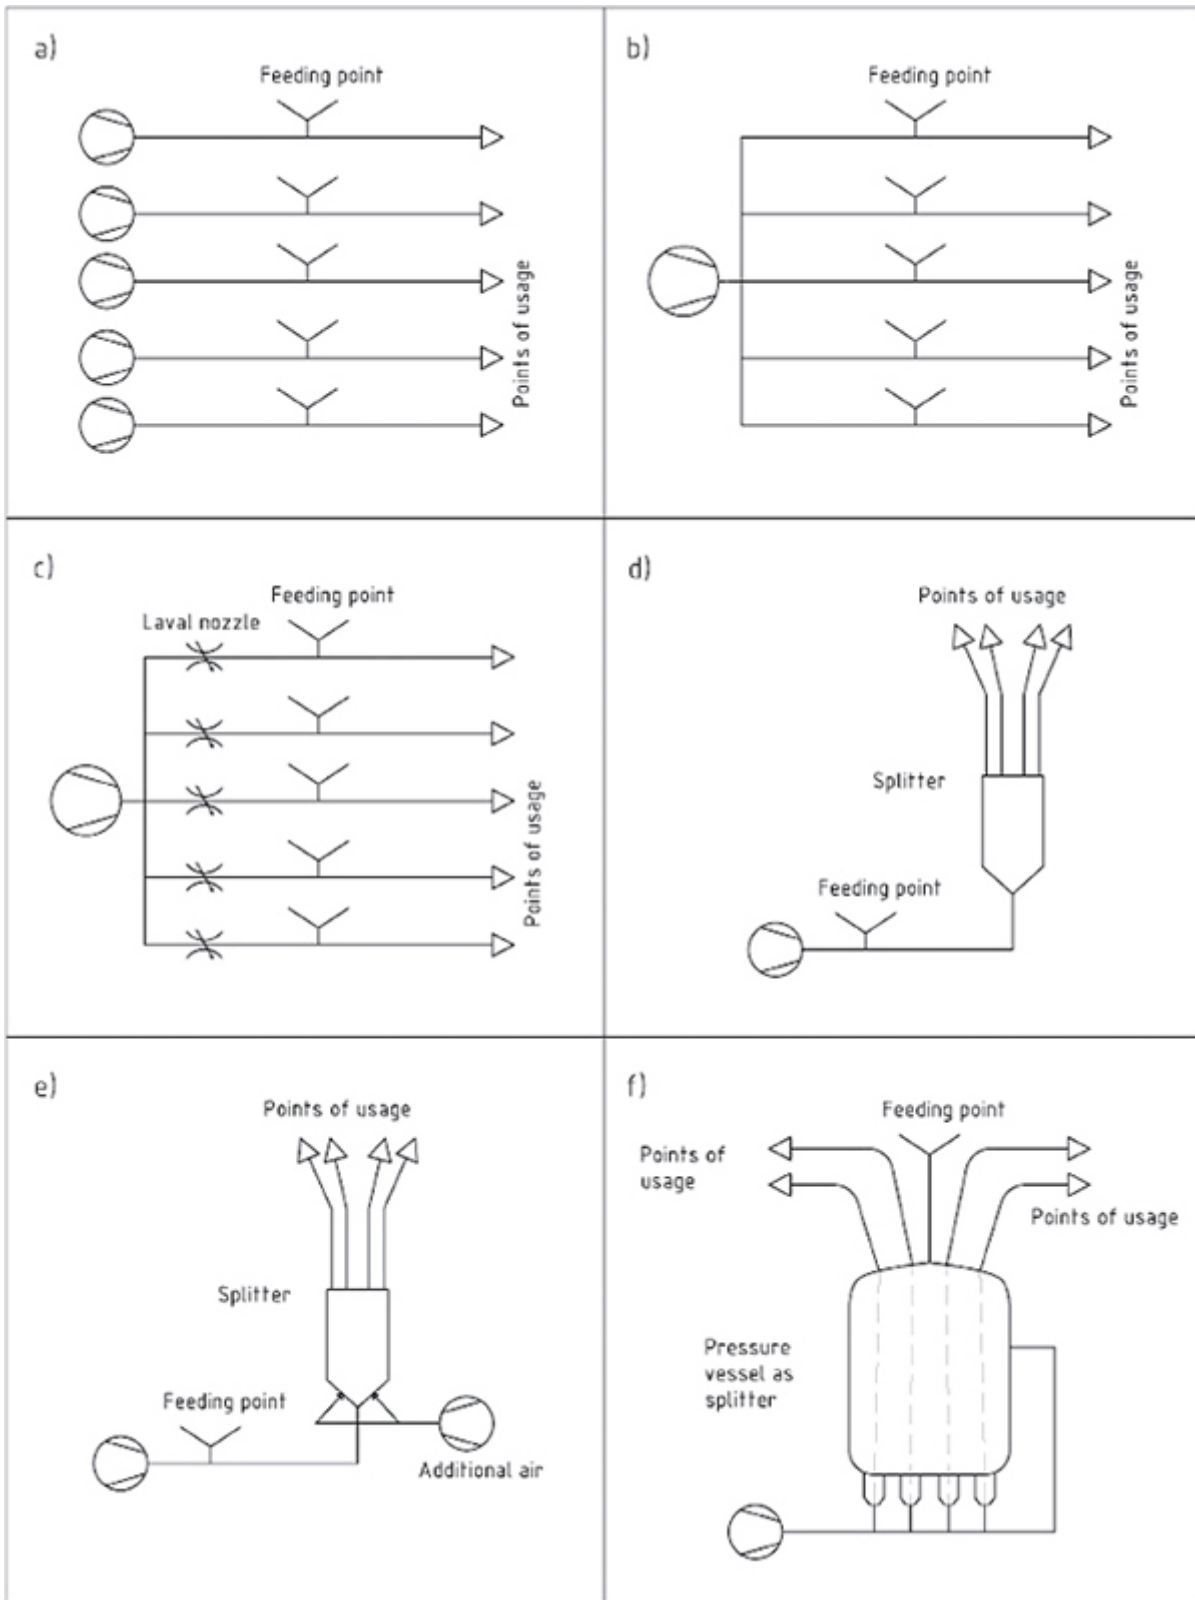 a)
Feeding point
Points of usage
b)
Feeding point
Points of usage
c)
Feeding point
Laval nozzle
Points of usage
d)
Points of usage
Splitter
Feeding point
e)
Points of usage
Splitter
Feeding point
Additional air
f)
Feeding point
Points of
usage
Points of usage
Pressure
vessel as
splitter